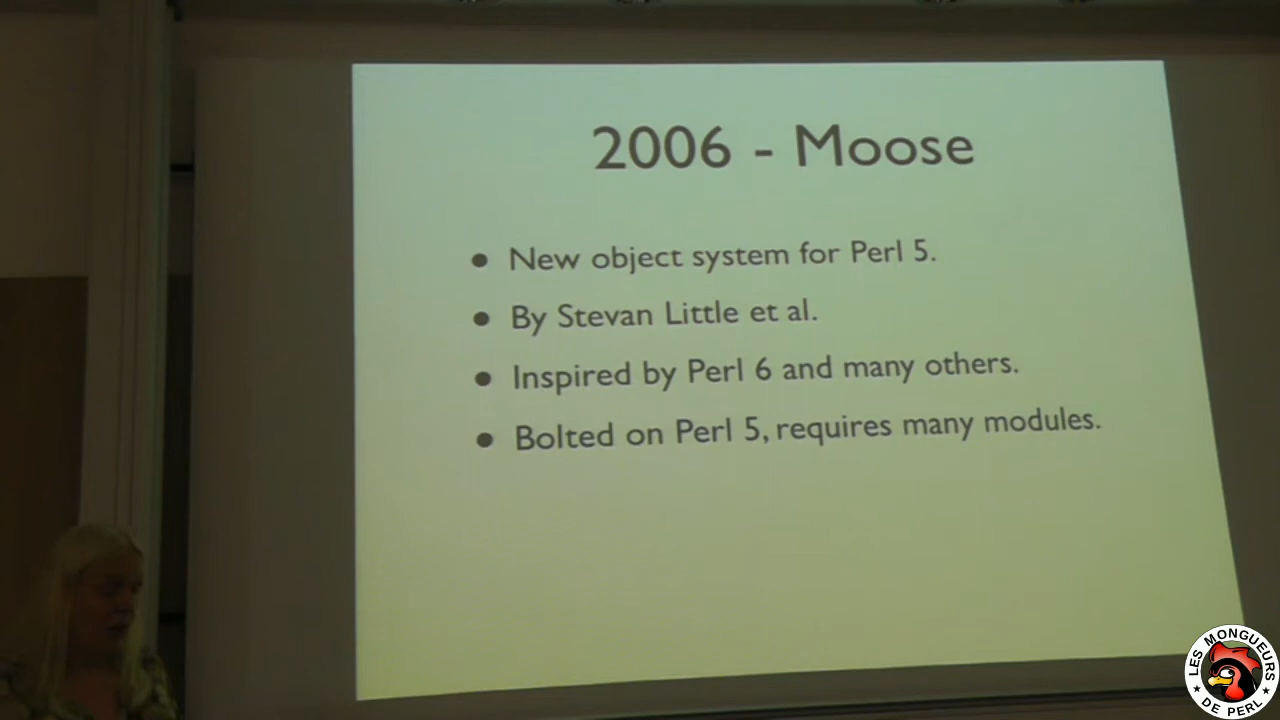 2006 - Moose
• New object system for Perl 5.
• By Stevan Little et al.
• Inspired by Perl 6 and many others.
• Bolted on Perl 5, requires many modules.
LES MONGUEURS
★ DE PERL ★